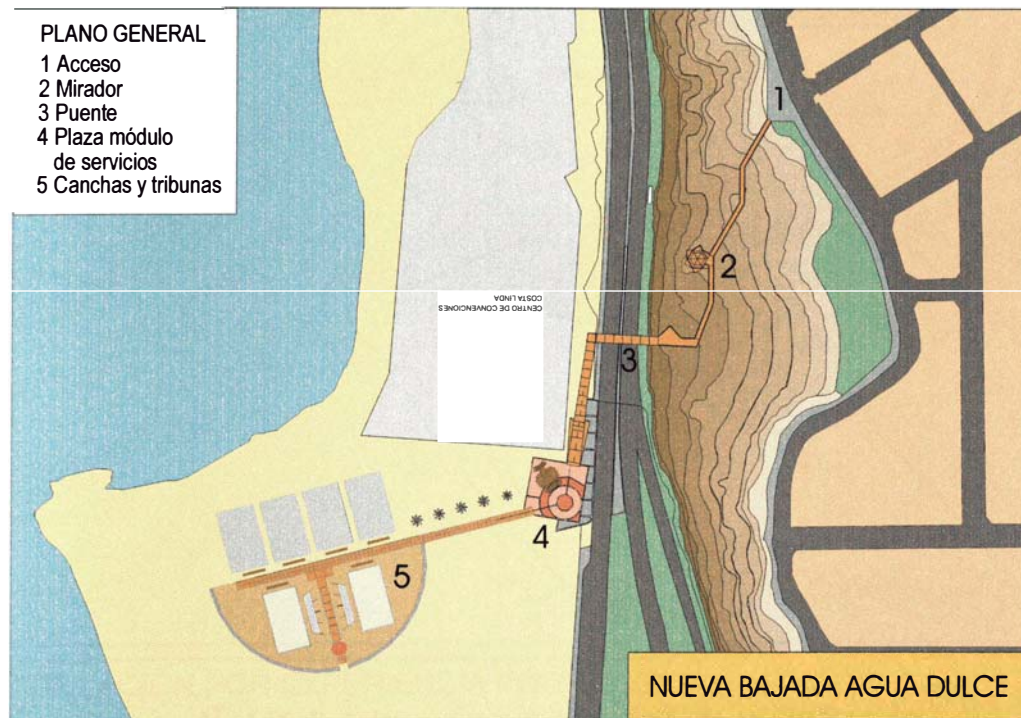 PLANO GENERAL
1 Acceso
2 Mirador
3 Puente
4 Plaza módulo
de servicios
5 Canchas y tribunas
1
2
CENTRO DE CONVENCIONES
COSTA LINDA
3
4
5
NUEVA BAJADA AGUA DULCE